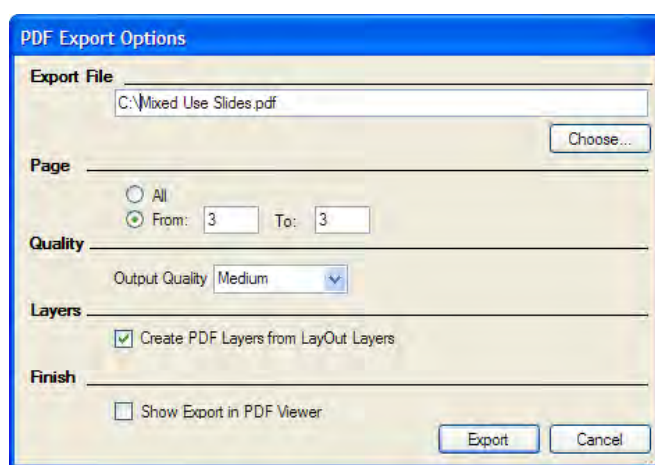 PDF Export Options
Export File
C:\Mixed Use Slides.pdf
Choose...
Page
All
From: 3 To: 3
Quality
Output Quality Medium
Layers
Create PDF Layers from LayOut Layers
Finish
Show Export in PDF Viewer
Export Cancel